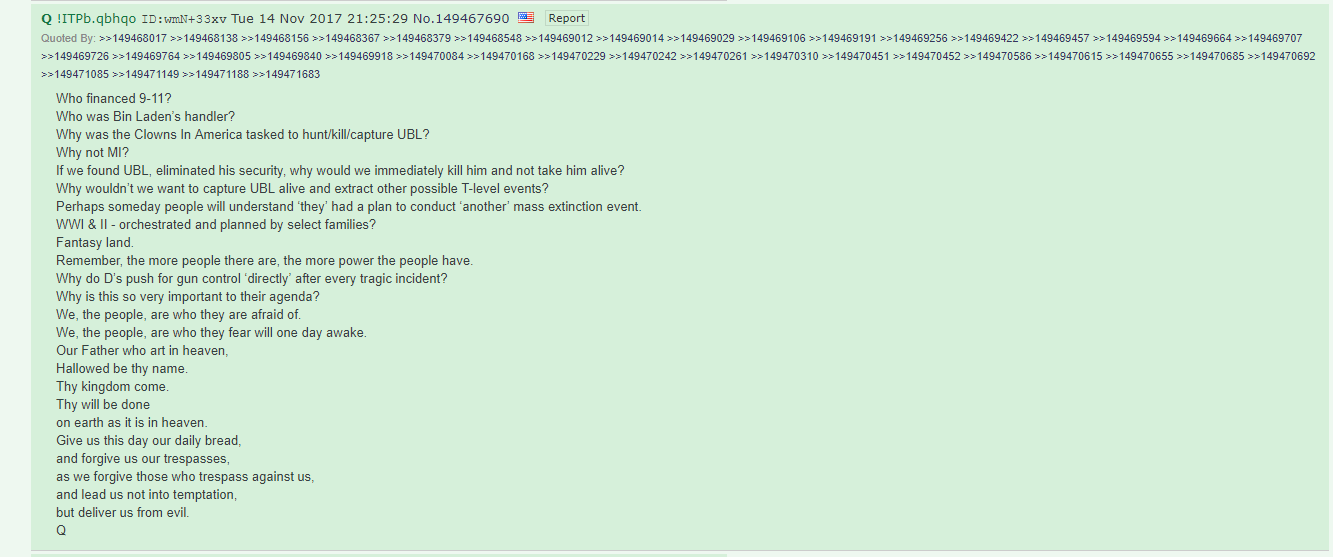 Q !ITPb.qbhqo ID:wmN+33xv Tue 14 Nov 2017 21:25:29 No.149467690 Report
Quoted By: >>149468017 >>149468138 >>149468156 >>149468367 >>149468379 >>149468548 >>149469012 >>149469014 >>149469029 >>149469106 >>149469191 >>149469256 >>149469422 >>149469457 >>149469594 >>149469664 >>149469707
>>149469726 >>149469764 >>149469805 >>149469840 >>149469918 >>149470084 >>149470168 >>149470229 >>149470242 >>149470261 >>149470310 >>149470451 >>149470452 >>149470586 >>149470615 >>149470655 >>149470685 >>149470692
>>149471085 >>149471149 >>149471188 >>149471683
Who financed 9-11?
Who was Bin Laden’s handler?
Why was the Clowns In America tasked to hunt/kill/capture UBL?
Why not MI?
If we found UBL, eliminated his security, why would we immediately kill him and not take him alive?
Why wouldn’t we want to capture UBL alive and extract other possible T-level events?
Perhaps someday people will understand ‘they’ had a plan to conduct ‘another’ mass extinction event.
WWI & II - orchestrated and planned by select families?
Fantasy land.
Remember, the more people there are, the more power the people have.
Why do D’s push for gun control ‘directly’ after every tragic incident?
Why is this so very important to their agenda?
We, the people, are who they are afraid of.
We, the people, are who they fear will one day awake.
Our Father who art in heaven,
Hallowed be thy name.
Thy kingdom come.
Thy will be done
on earth as it is in heaven.
Give us this day our daily bread,
and forgive us our trespasses,
as we forgive those who trespass against us,
and lead us not into temptation,
but deliver us from evil.
Q